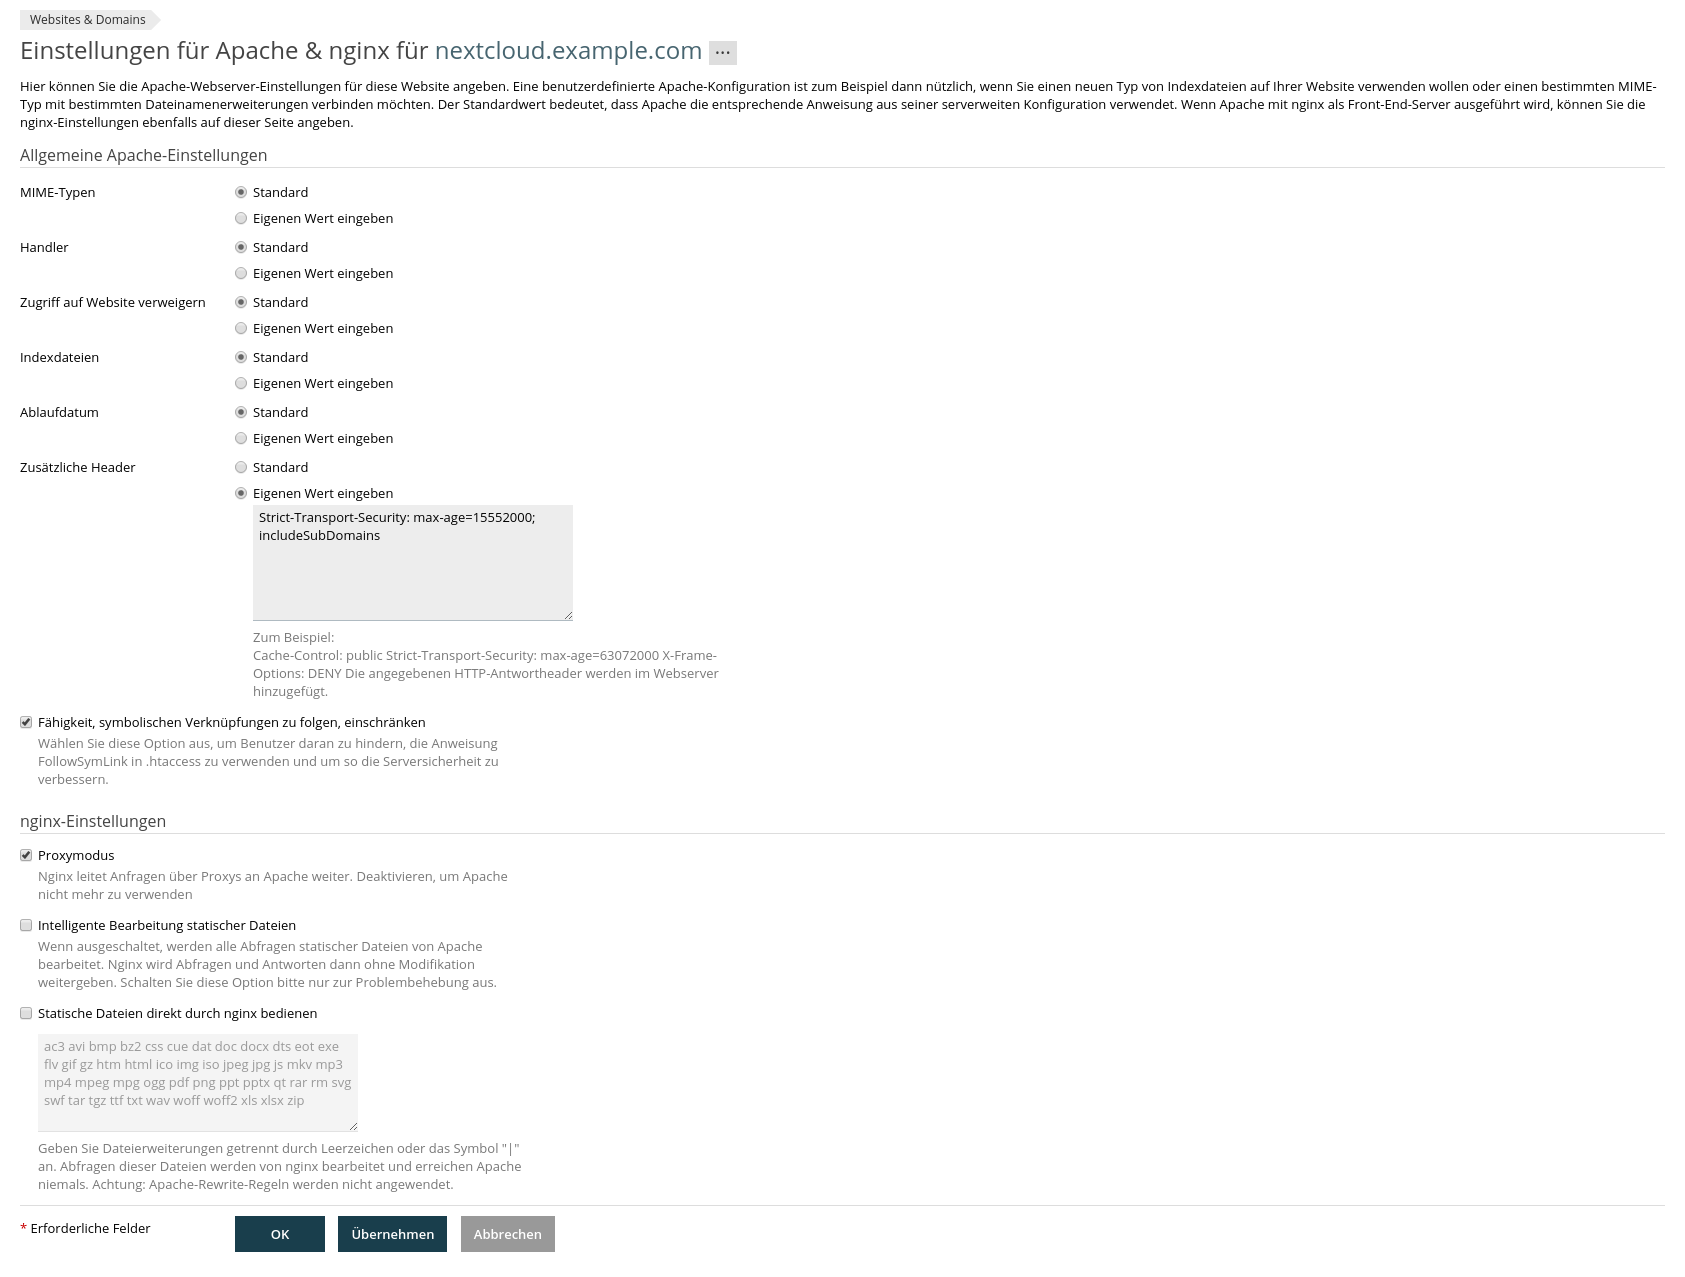 Websites & Domains
Einstellungen für Apache & nginx für nextcloud.example.com ...
Hier können Sie die Apache-Webserver-Einstellungen für diese Website angeben. Eine benutzerdefinierte Apache-Konfiguration ist zum Beispiel dann nützlich, wenn Sie einen neuen Typ von Indexdateien auf Ihrer Website verwenden wollen oder einen bestimmten MIME-
Typ mit bestimmten Dateinamenerweiterungen verbinden möchten. Der Standardwert bedeutet, dass Apache die entsprechende Anweisung aus seiner serverweiten Konfiguration verwendet. Wenn Apache mit nginx als Front-End-Server ausgeführt wird, können Sie die
nginx-Einstellungen ebenfalls auf dieser Seite angeben.
Allgemeine Apache-Einstellungen
MIME-Typen Standard
Eigenen Wert eingeben
Handler Standard
Eigenen Wert eingeben
Zugriff auf Website verweigern Standard
Eigenen Wert eingeben
Indexdateien Standard
Eigenen Wert eingeben
Ablaufdatum Standard
Eigenen Wert eingeben
Zusätzliche Header Standard
Eigenen Wert eingeben
Strict-Transport-Security: max-age=15552000;
includeSubDomains
Zum Beispiel:
Cache-Control: public Strict-Transport-Security: max-age=63072000 X-Frame-
Options: DENY Die angegebenen HTTP-Antwortheader werden im Webserver
hinzugefügt.
Fähigkeit, symbolischen Verknüpfungen zu folgen, einschränken
Wählen Sie diese Option aus, um Benutzer daran zu hindern, die Anweisung
FollowSymLink in .htaccess zu verwenden und um so die Serversicherheit zu
verbessern.
nginx-Einstellungen
Proxymodus
Nginx leitet Anfragen über Proxys an Apache weiter. Deaktivieren, um Apache
nicht mehr zu verwenden
Intelligente Bearbeitung statischer Dateien
Wenn ausgeschaltet, werden alle Abfragen statischer Dateien von Apache
bearbeitet. Nginx wird Abfragen und Antworten dann ohne Modifikation
weitergeben. Schalten Sie diese Option bitte nur zur Problembehebung aus.
Statische Dateien direkt durch nginx bedienen
ac3 avi bmp bz2 css cue dat doc docx dts eot exe
flv gif gz htm html ico img iso jpeg jpg js mkv mp3
mp4 mpeg mpg ogg pdf png ppt pptx qt rar rm svg
swf tar tgz ttf txt wav woff woff2 xls xlsx zip
Geben Sie Dateierweiterungen getrennt durch Leerzeichen oder das Symbol "|"
an. Abfragen dieser Dateien werden von nginx bearbeitet und erreichen Apache
niemals. Achtung: Apache-Rewrite-Regeln werden nicht angewendet.
* Erforderliche Felder OK Übernehmen Abbrechen